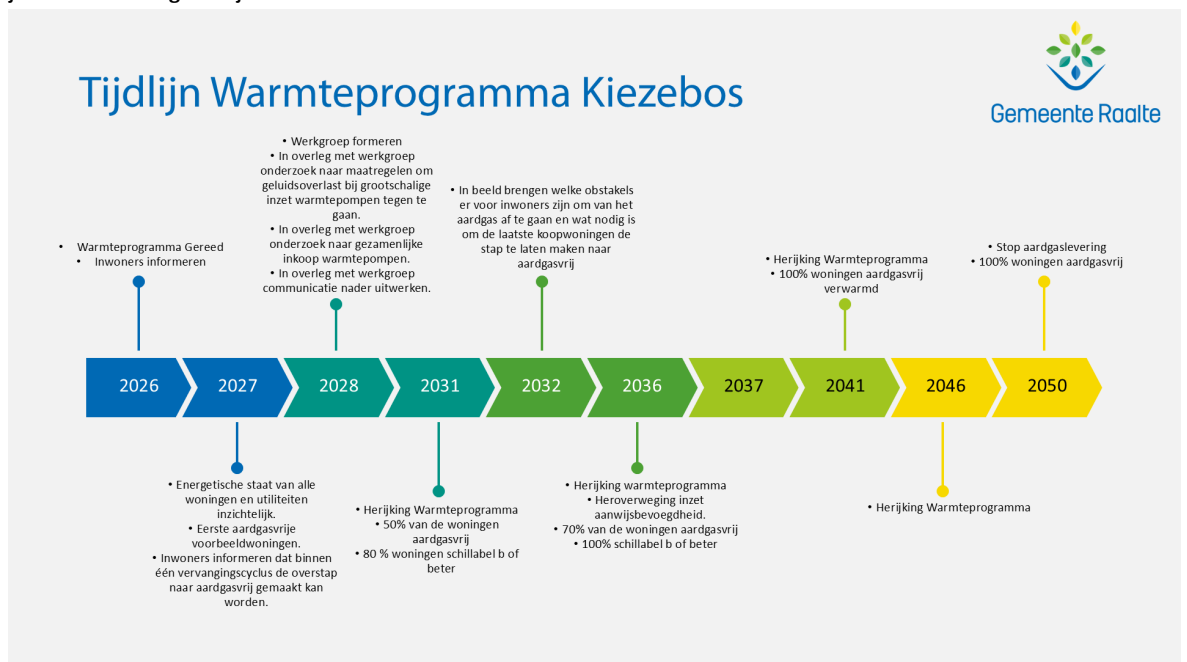 Tijdlijn Warmteprogramma Kiezebos
Gemeente Raalte
• Warmteprogramma Gereed
• Inwoners informeren
• Werkgroep formeren
• In overleg met werkgroep
onderzoek naar maatregelen om
geluidsoverlast bij grootschalige
inzet warmtepompen tegen te
gaan.
• In overleg met werkgroep
onderzoek naar gezamenlijke
inkoop warmtepompen.
• In overleg met werkgroep
communicatie nader uitwerken.
• In beeld brengen welke obstakels
er voor inwoners zijn om van het
aardgas af te gaan en wat nodig is
om de laatste koopwoningen de
stap te laten maken naar
aardgasvrij
• Herijking Warmteprogramma
• 100% woningen aardgasvrij
verwarmd
• Stop aardgaslevering
• 100% woningen aardgasvrij
2026 2027 2028 2031 2032 2036 2037 2041 2046 2050
• Energetische staat van alle
woningen en utiliteiten
inzichtelijk.
• Eerste aardgasvrije
voorbeeldwoningen.
• Inwoners informeren dat binnen
één vervangingscyclus de overstap
naar aardgasvrij gemaakt kan
worden.
• Herijking Warmteprogramma
• 50% van de woningen
aardgasvrij
• 80 % woningen schillabel b of
beter
• Herijking warmteprogramma
• Heroverweging inzet
aanwijsbevoegdheid.
• 70% van de woningen aardgasvrij
• 100% schillabel b of beter
• Herijking Warmteprogramma